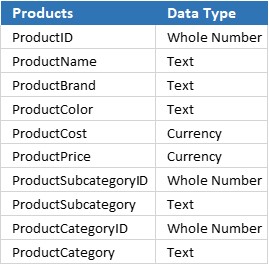 Products Data Type
ProductID Whole Number
ProductName Text
ProductBrand Text
ProductColor Text
ProductCost Currency
ProductPrice Currency
ProductSubcategoryID Whole Number
ProductSubcategory Text
ProductCategoryID Whole Number
ProductCategory Text